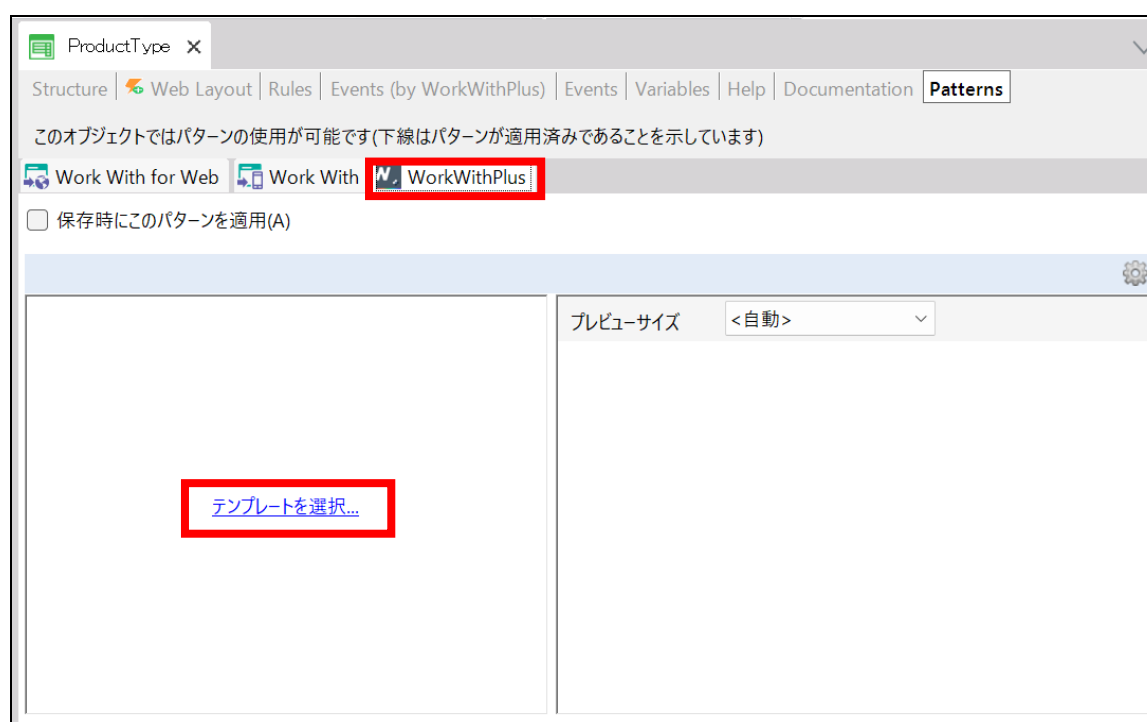 ProductType
Structure Web Layout Rules Events (by WorkWithPlus) Events Variables Help Documentation Patterns
このオブジェクトではパターンの使用が可能です(下線はパターンが適用済みであることを示しています)
Work With for Web Work With WorkWithPlus
保存時にこのパターンを適用(A)
プレビューサイズ <自動>
テンプレートを選択...